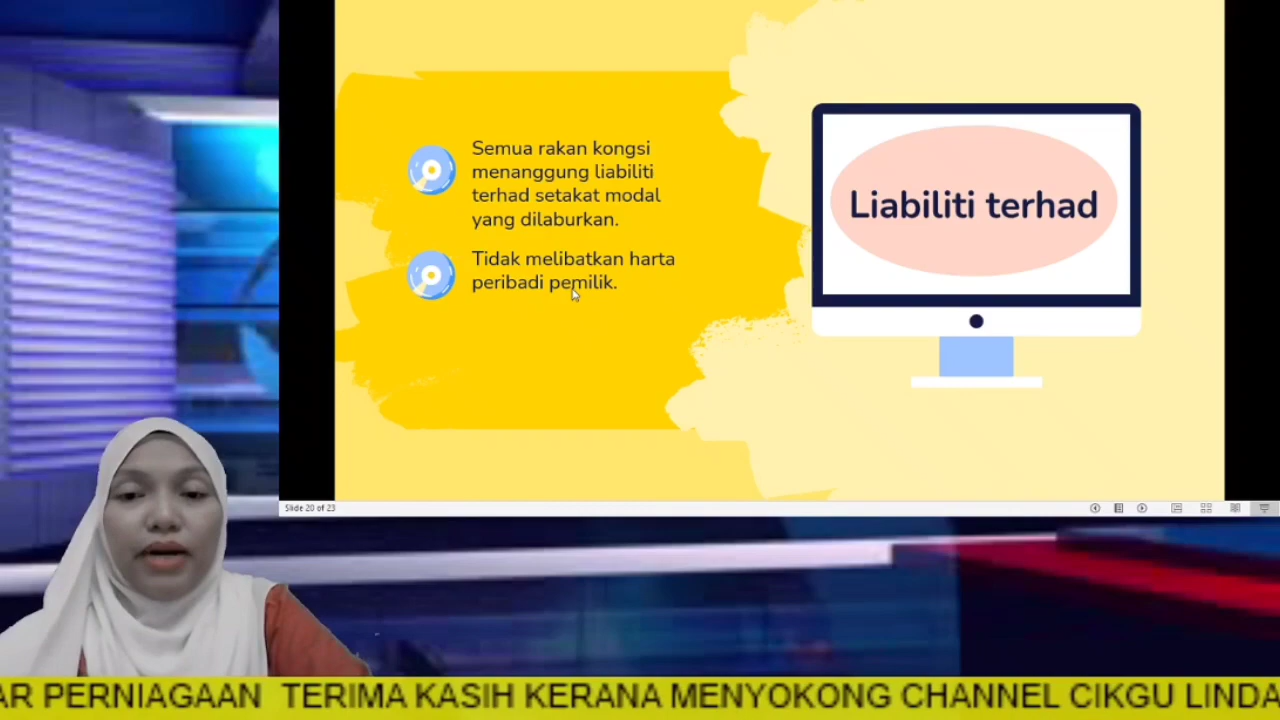 Semua rakan kongsi
menanggung liabiliti
terhad setakat modal
yang dilaburkan.
Tidak melibatkan harta
peribadi pemilik.
Liabiliti terhad
Slide 20 of 23
AR PERNIAGAAN TERIMA KASIH KERANA MENYOKONG CHANNEL CIKGU LINDA